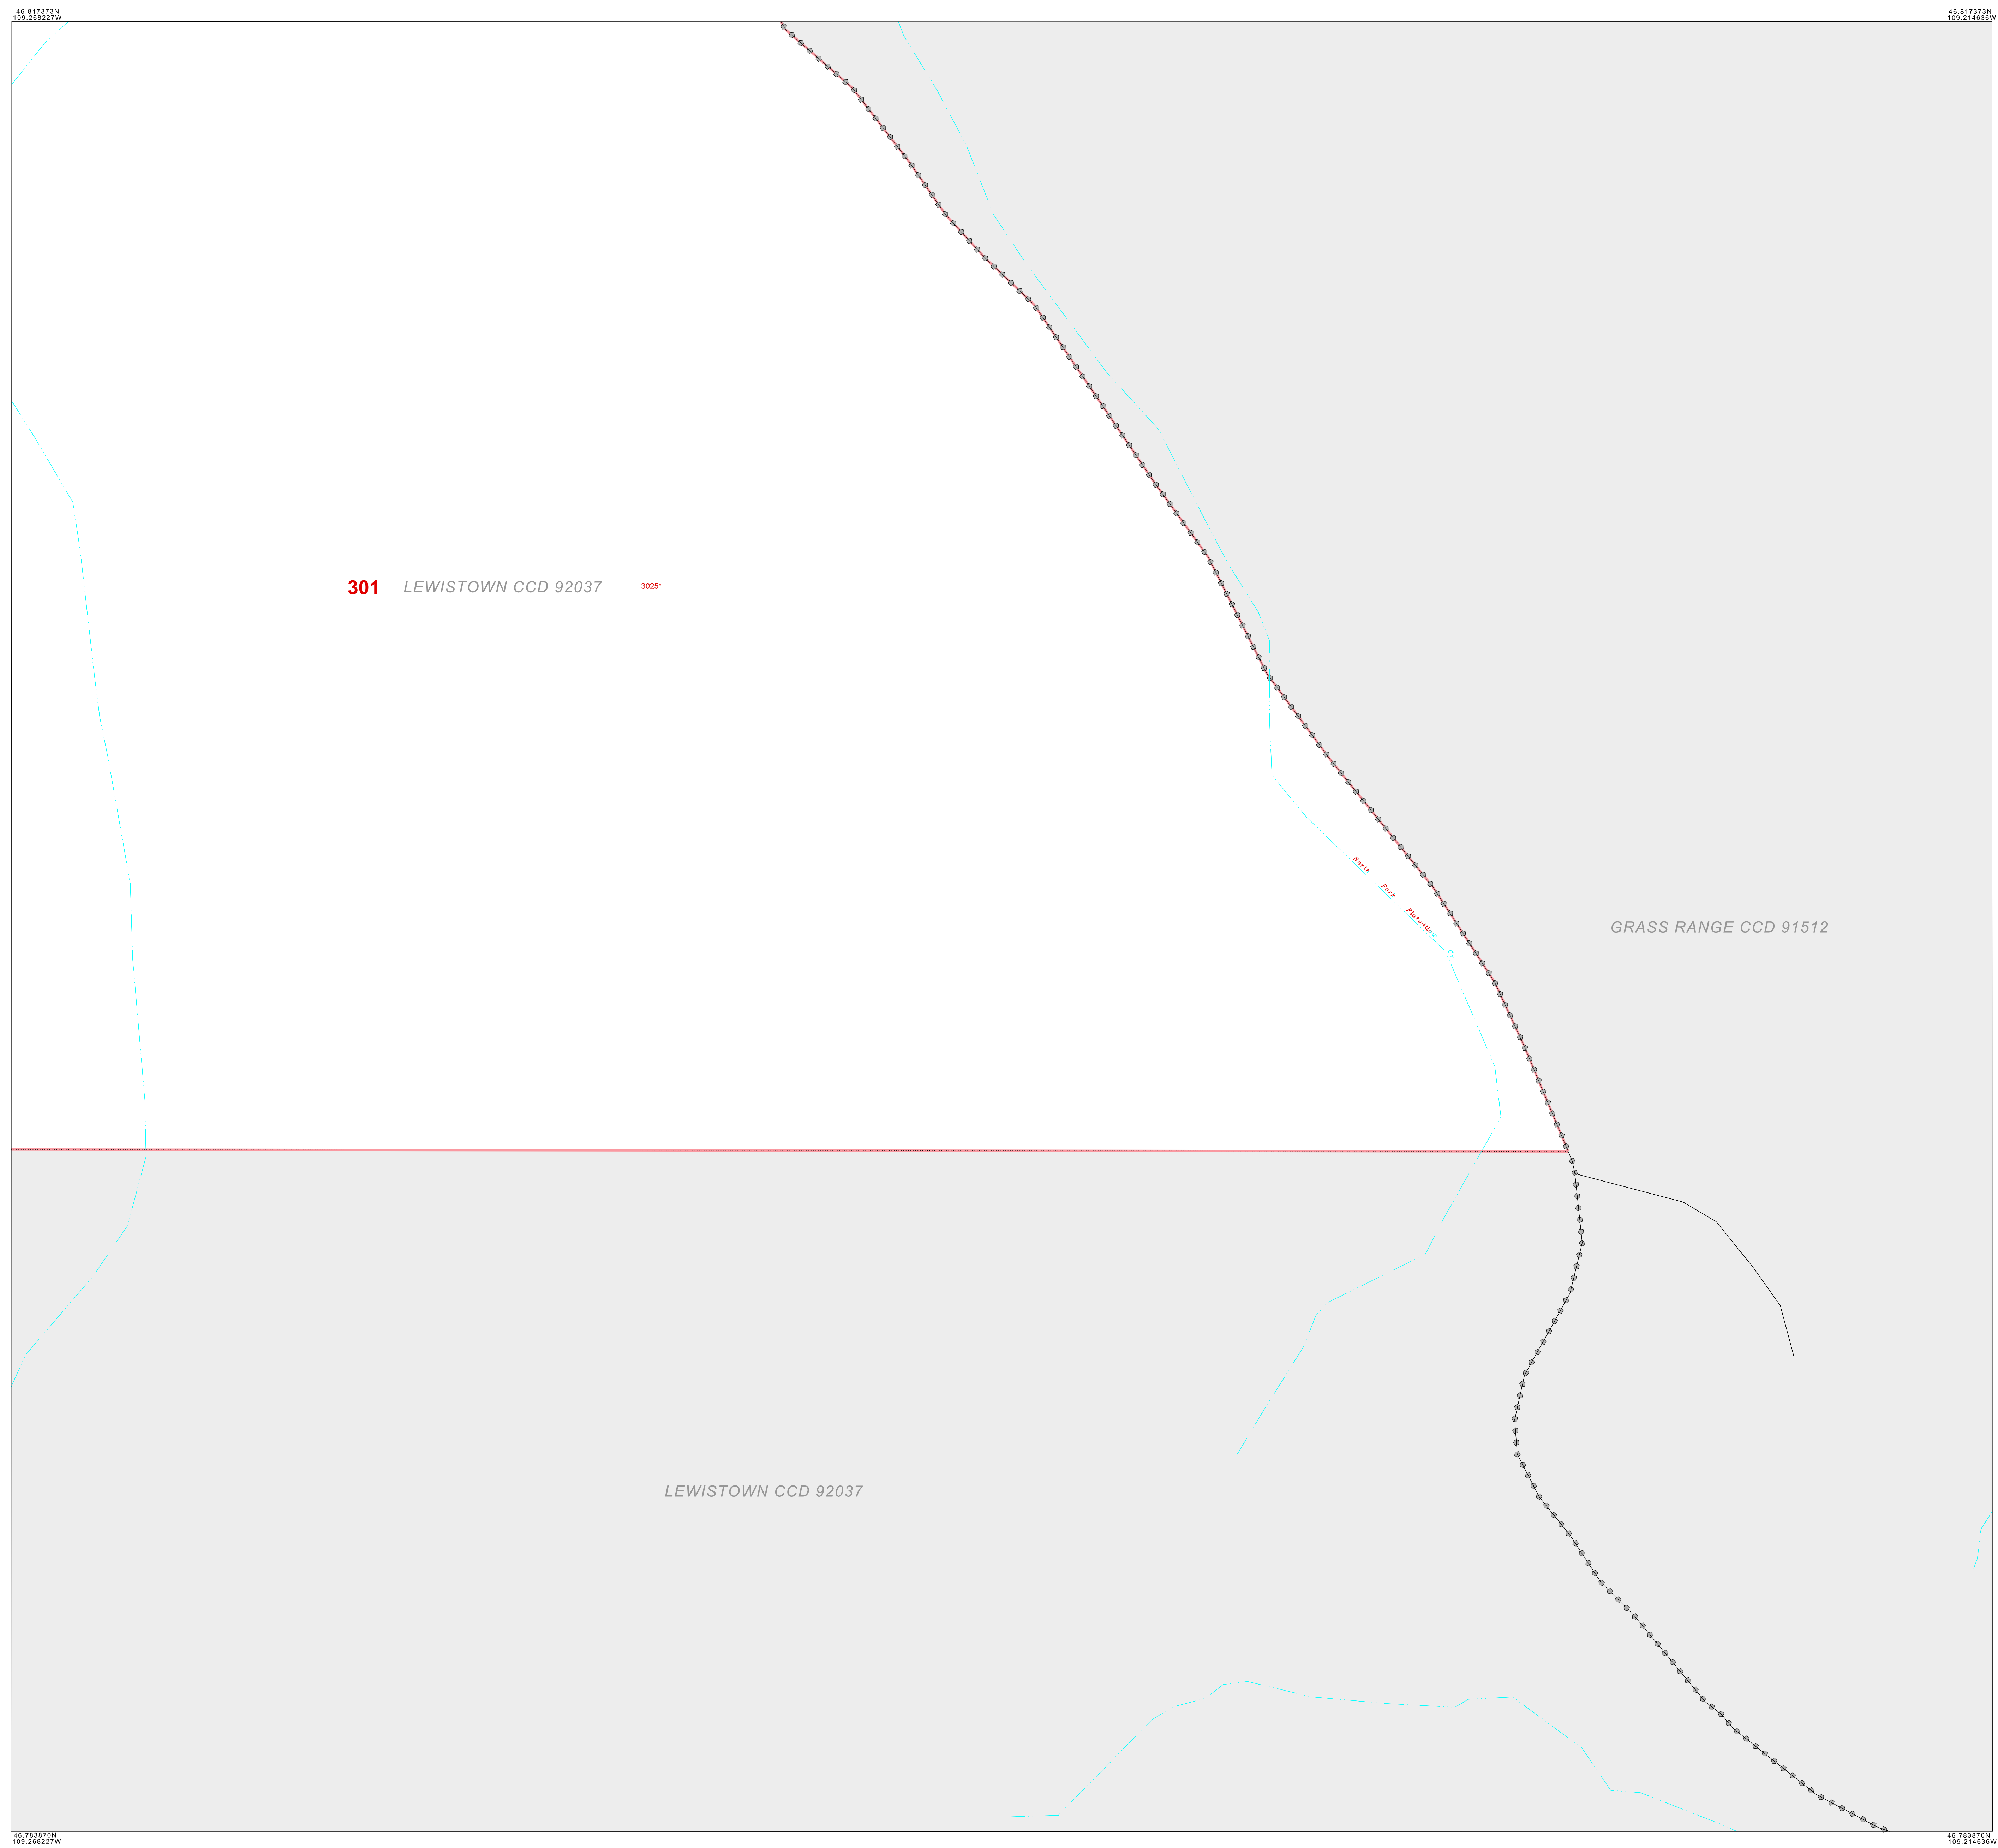 46.817373N
109.268227W
46.817373N
109.214636W
301 LEWISTOWN CCD 92037 3025*
North Fork Flatwillow
GRASS RANGE CCD 91512
LEWISTOWN CCD 92037
46.783870N
109.268227W
46.783870N
109.214636W